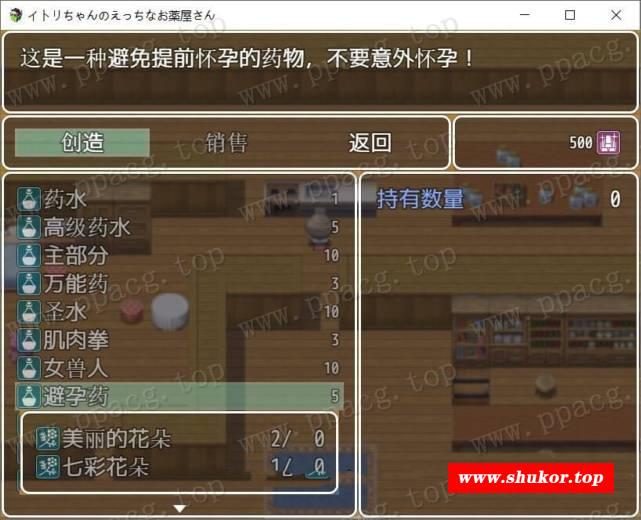 イトリちゃんのえっちなお薬屋さん
这是一种避免提前怀孕的药物，不要意外怀孕！
创造 销售 返回 500
药水 1
高级药水 5
主部分 10
万能药 3
圣水 10
肌肉拳 3
女兽人 10
避孕药 5
美丽的花朵 2/ 0
七彩花朵 1/ 0
持有数量 0
www.ppacg.top
www.shukor.top